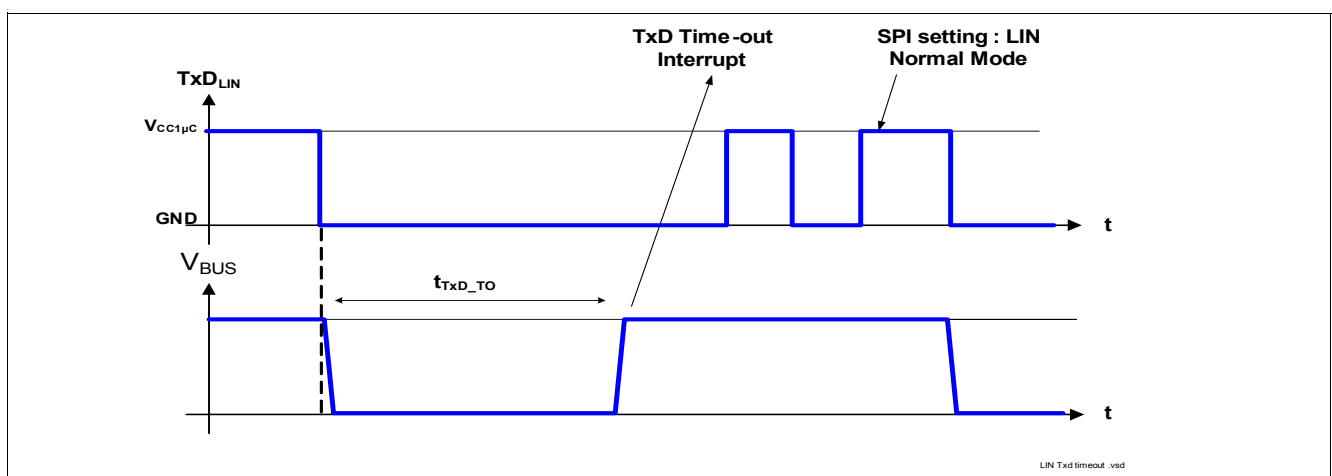 TxD Time-out
Interrupt
SPI setting : LIN
Normal Mode
TxDLIN
VCC1µC
GND
t
VBUS
tTxD_TO
t
LIN Txd timeout .vsd